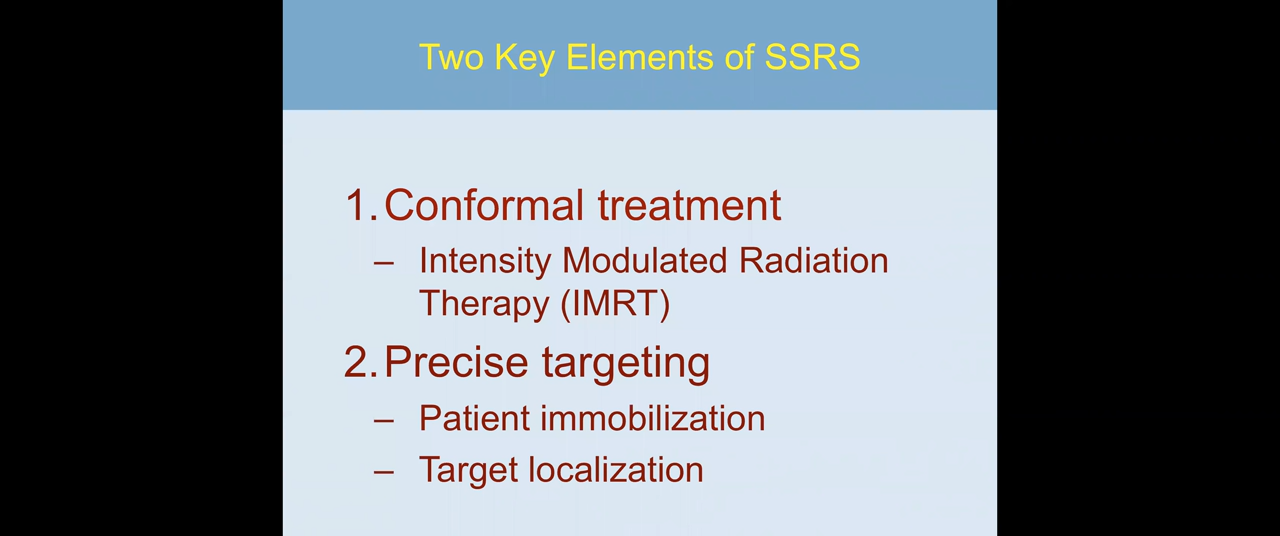 Two Key Elements of SSRS
1. Conformal treatment
– Intensity Modulated Radiation
Therapy (IMRT)
2. Precise targeting
– Patient immobilization
– Target localization